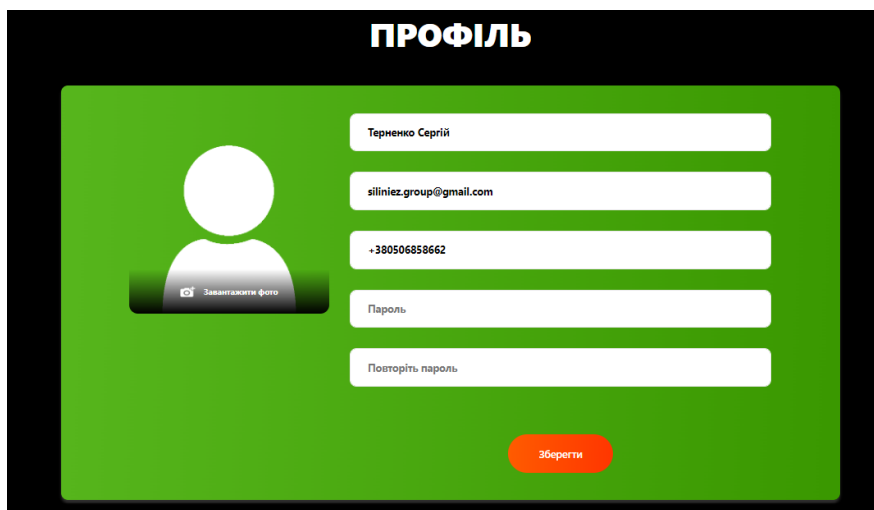 ПРОФІЛЬ
Терненко Сергій
siliniez.group@gmail.com
+380506858662
Завантажити фото
Пароль
Повторіть пароль
Зберегти